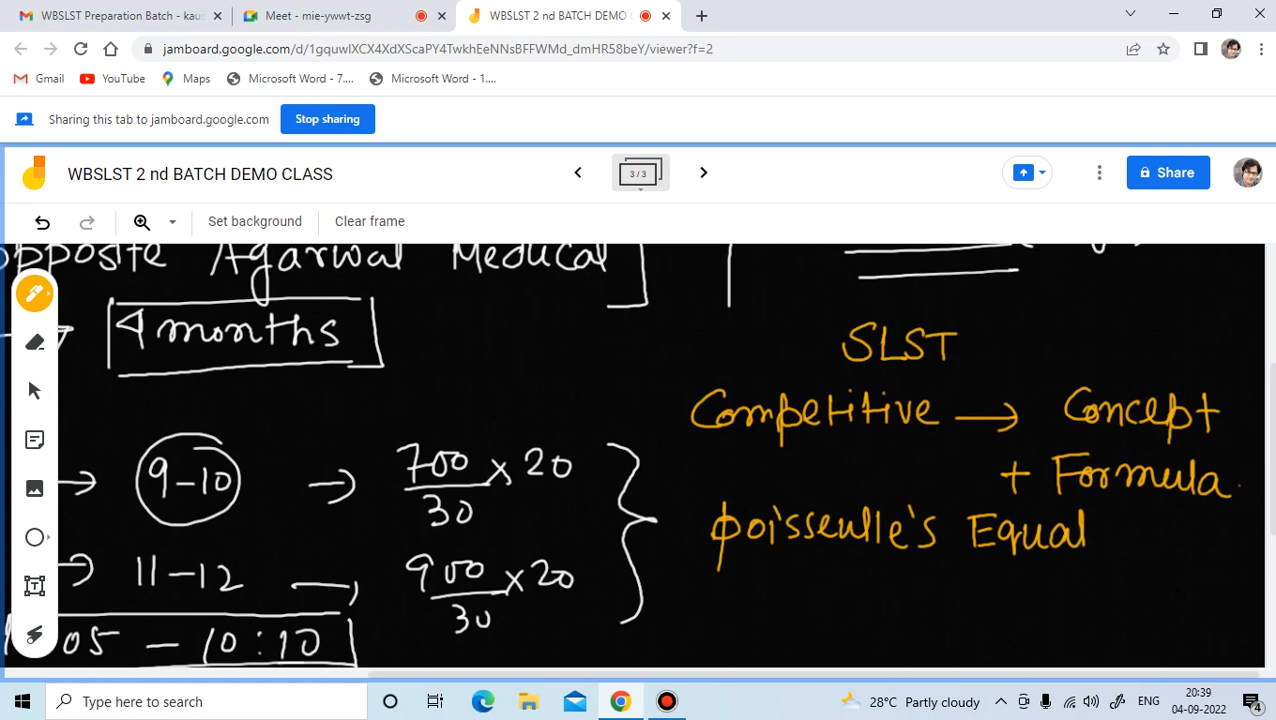 WBSLST Preparation Batch - kaus
Meet - mie-ywwt-zsg
WBSLST 2 nd BATCH DEMO C
jamboard.google.com/d/1gquwlXCX4XdXScaPY4TwkhEeNNsBFFWMd_dmHR58beY/viewer?f=2
Gmail YouTube Maps Microsoft Word - 7.... Microsoft Word - 1....
Sharing this tab to jamboard.google.com Stop sharing
WBSLST 2 nd BATCH DEMO CLASS
3 / 3
Share
Set background Clear frame
opposite Agarwal Medical
4 months
→ 9-10 → 700/30 × 20
→ 11-12 → 900/30 × 20
05 - 10:10
SLST
Competitive → Concept
+ Formula
poisseulle's Equal
Type here to search
28°C Partly cloudy
ENG
20:39
04-09-2022
4